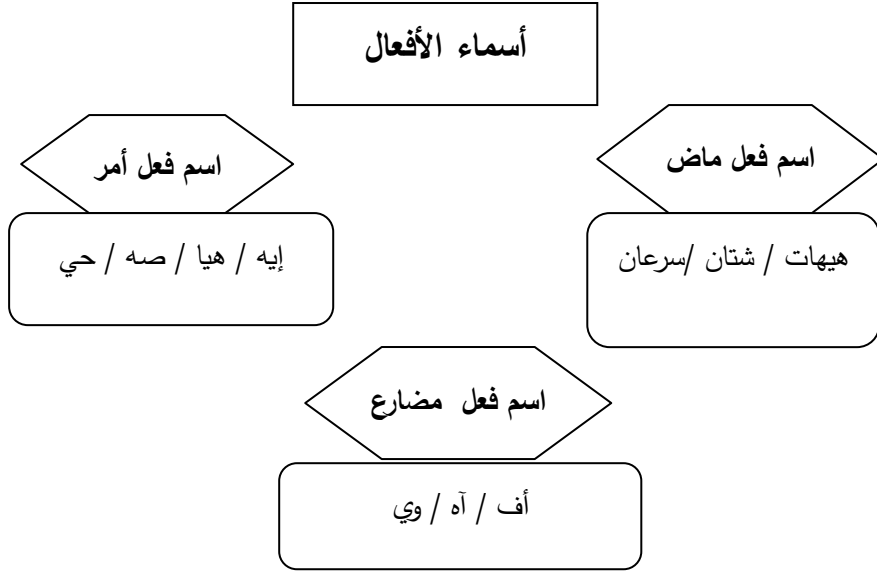 أسماء الأفعال
اسم فعل ماض
هيهات / شتان /سرعان
اسم فعل أمر
إيه / هيا / صه / حي
اسم فعل مضارع
أف / آه / وي